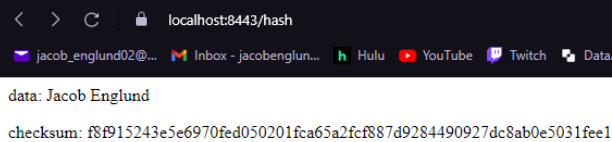 localhost:8443/hash
jacob_englund02@... Inbox - jacobenglun... Hulu YouTube Twitch Data
data: Jacob Englund
checksum: f8f915243e5e6970fed050201fca65a2fcf887d9284490927dc8ab0e5031fee1